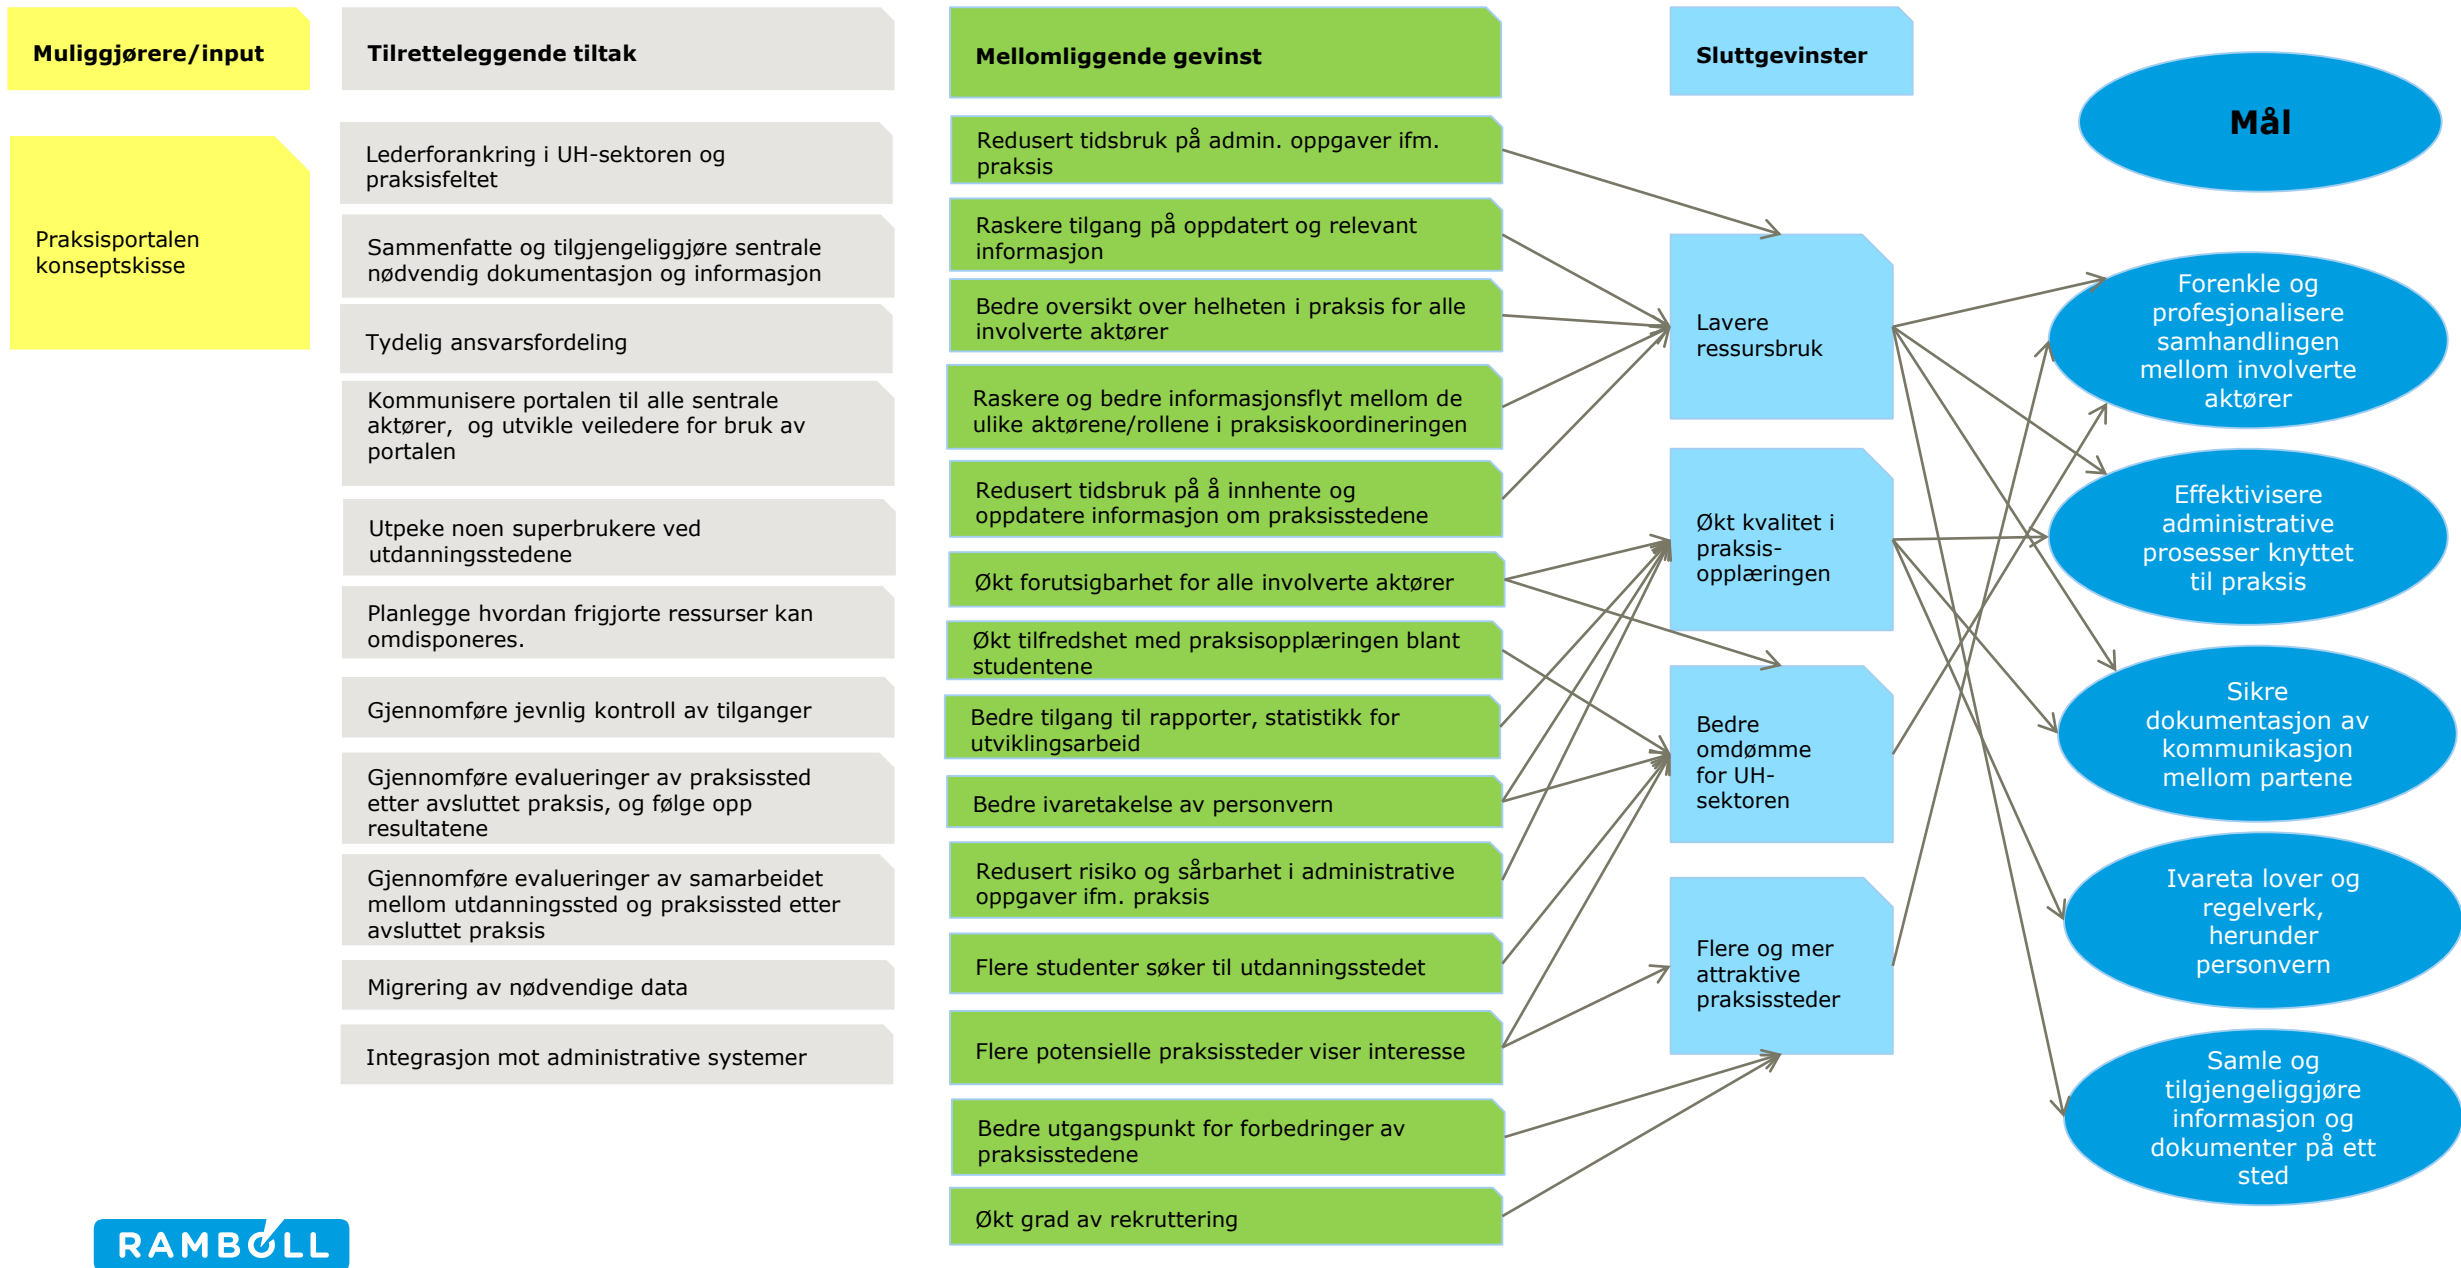 Muliggjørere/input
Praksisportalen
konseptskisse
Tilretteleggende tiltak
Lederforankring i UH-sektoren og
praksisfeltet
Sammenfatte og tilgjengeliggjøre sentrale
nødvendig dokumentasjon og informasjon
Tydelig ansvarsfordeling
Kommunisere portalen til alle sentrale
aktører,  og utvikle veiledere for bruk av
portalen
Utpeke noen superbrukere ved
utdanningsstedene
Planlegge hvordan frigjorte ressurser kan
omdisponeres.
Gjennomføre jevnlig kontroll av tilganger
Gjennomføre evalueringer av praksissted
etter avsluttet praksis, og følge opp
resultatene
Gjennomføre evalueringer av samarbeidet
mellom utdanningssted og praksissted etter
avsluttet praksis
Migrering av nødvendige data
Integrasjon mot administrative systemer
Mellomliggende gevinst
Redusert tidsbruk på admin. oppgaver ifm.
praksis
Raskere tilgang på oppdatert og relevant
informasjon
Bedre oversikt over helheten i praksis for alle
involverte aktører
Raskere og bedre informasjonsflyt mellom de
ulike aktørene/rollene i praksiskoordineringen
Redusert tidsbruk på å innhente og
oppdatere informasjon om praksisstedene
Økt forutsigbarhet for alle involverte aktører
Økt tilfredshet med praksisopplæringen blant
studentene
Bedre tilgang til rapporter, statistikk for
utviklingsarbeid
Bedre ivaretakelse av personvern
Redusert risiko og sårbarhet i administrative
oppgaver ifm. praksis
Flere studenter søker til utdanningsstedet
Flere potensielle praksissteder viser interesse
Bedre utgangspunkt for forbedringer av
praksisstedene
Økt grad av rekruttering
Sluttgevinster
Lavere
ressursbruk
Økt kvalitet i
praksis-
opplæringen
Bedre
omdømme
for UH-
sektoren
Flere og mer
attraktive
praksissteder
Mål
Forenkle og
profesjonalisere
samhandlingen
mellom involverte
aktører
Effektivisere
administrative
prosesser knyttet
til praksis
Sikre
dokumentasjon av
kommunikasjon
mellom partene
Ivareta lover og
regelverk,
herunder
personvern
Samle og
tilgjengeliggjøre
informasjon og
dokumenter på ett
sted
RAMBØLL